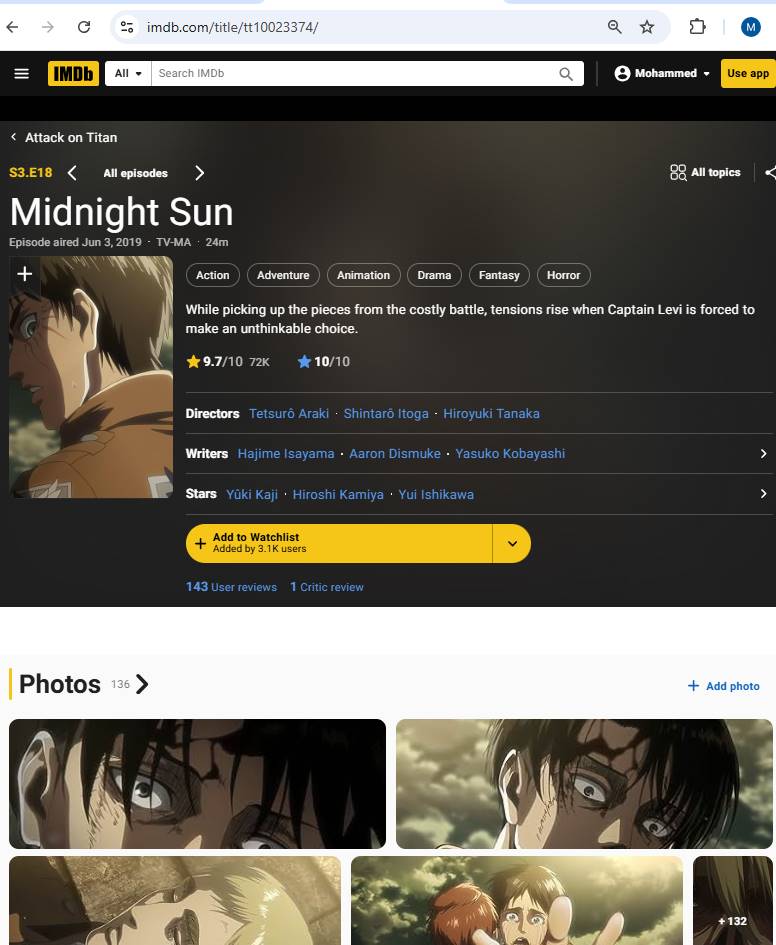 imdb.com/title/tt10023374/
M
IMDb All Search IMDb Mohammed Use app
Attack on Titan
S3.E18 All episodes All topics
Midnight Sun
Episode aired Jun 3, 2019 · TV-MA · 24m
Action Adventure Animation Drama Fantasy Horror
While picking up the pieces from the costly battle, tensions rise when Captain Levi is forced to
make an unthinkable choice.
9.7/10 72K 10/10
Directors Tetsurô Araki · Shintarô Itoga · Hiroyuki Tanaka
Writers Hajime Isayama · Aaron Dismuke · Yasuko Kobayashi
Stars Yûki Kaji · Hiroshi Kamiya · Yui Ishikawa
+ Add to Watchlist
Added by 3.1K users
143 User reviews 1 Critic review
Photos 136
+ Add photo
+ 132